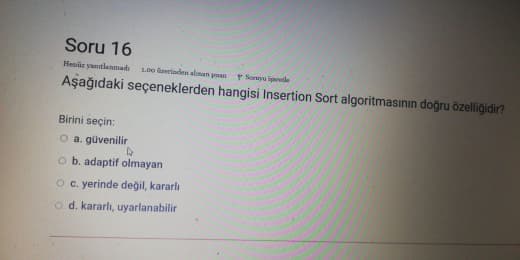 Soru 16
Henüz yanıtlanmadı 1,00 üzerinden alınan puan Soruyu işaretle
Aşağıdaki seçeneklerden hangisi Insertion Sort algoritmasının doğru özelliğidir?
Birini seçin:
a. güvenilir
b. adaptif olmayan
c. yerinde değil, kararlı
d. kararlı, uyarlanabilir